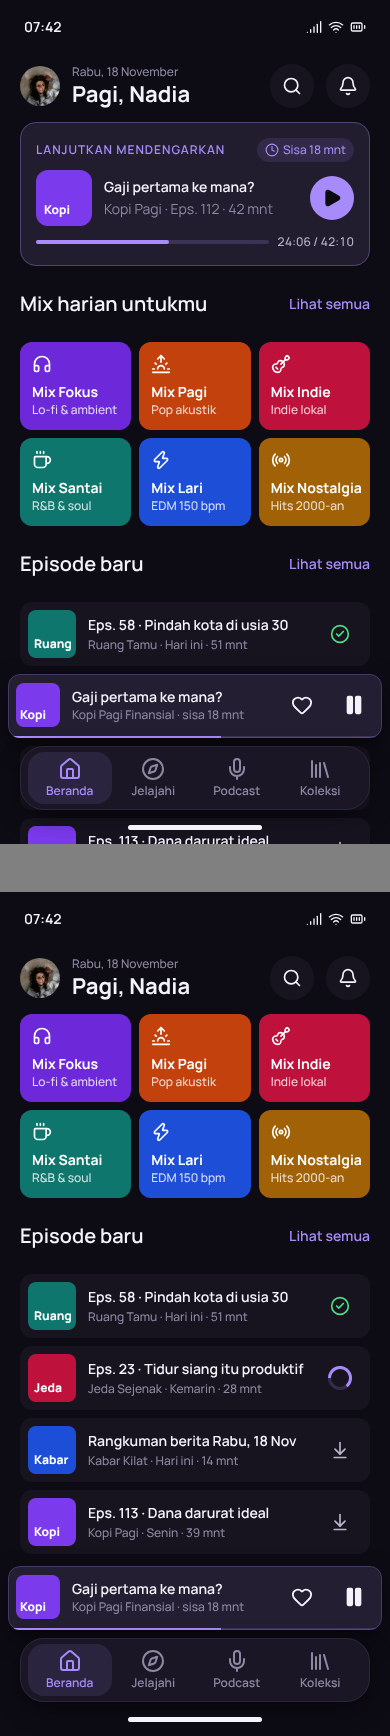 07:42
Rabu, 18 November
Pagi, Nadia
LANJUTKAN MENDENGARKAN
Sisa 18 mnt
Kopi
Gaji pertama ke mana?
Kopi Pagi · Eps. 112 · 42 mnt
24:06 / 42:10
Mix harian untukmu
Lihat semua
Mix Fokus
Lo-fi & ambient
Mix Pagi
Pop akustik
Mix Indie
Indie lokal
Mix Santai
R&B & soul
Mix Lari
EDM 150 bpm
Mix Nostalgia
Hits 2000-an
Episode baru
Lihat semua
Ruang
Eps. 58 · Pindah kota di usia 30
Ruang Tamu · Hari ini · 51 mnt
Kopi
Gaji pertama ke mana?
Kopi Pagi Finansial · sisa 18 mnt
Beranda
Jelajahi
Podcast
Koleksi
Eps. 113 · Dana darurat ideal
07:42
Rabu, 18 November
Pagi, Nadia
Mix Fokus
Lo-fi & ambient
Mix Pagi
Pop akustik
Mix Indie
Indie lokal
Mix Santai
R&B & soul
Mix Lari
EDM 150 bpm
Mix Nostalgia
Hits 2000-an
Episode baru
Lihat semua
Ruang
Eps. 58 · Pindah kota di usia 30
Ruang Tamu · Hari ini · 51 mnt
Jeda
Eps. 23 · Tidur siang itu produktif
Jeda Sejenak · Kemarin · 28 mnt
Kabar
Rangkuman berita Rabu, 18 Nov
Kabar Kilat · Hari ini · 14 mnt
Kopi
Eps. 113 · Dana darurat ideal
Kopi Pagi · Senin · 39 mnt
Kopi
Gaji pertama ke mana?
Kopi Pagi Finansial · sisa 18 mnt
Beranda
Jelajahi
Podcast
Koleksi